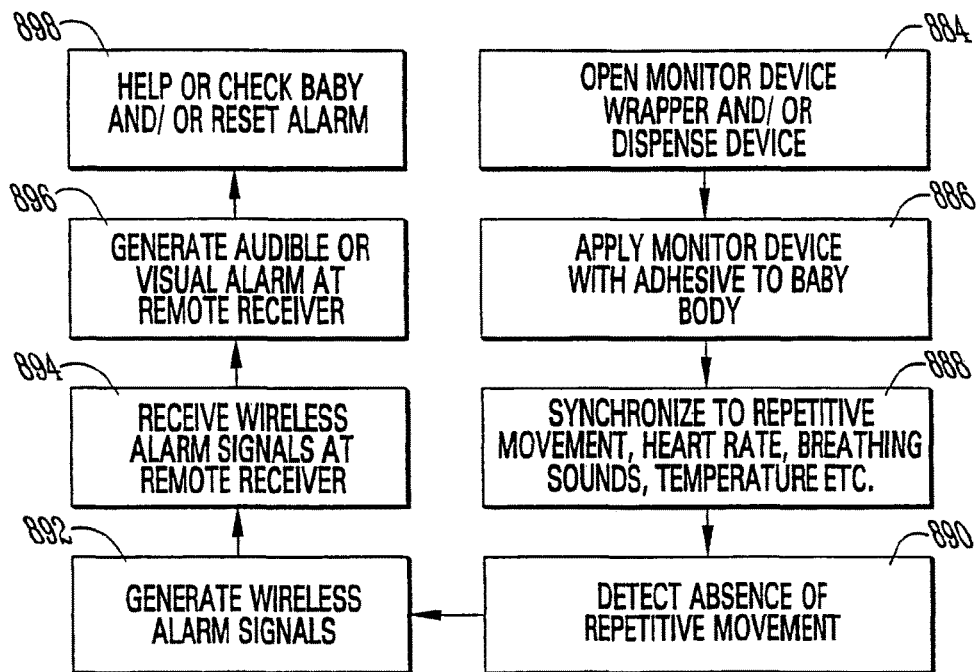 884
OPEN MONITOR DEVICE
WRAPPER AND/ OR
DISPENSE DEVICE
886
APPLY MONITOR DEVICE
WITH ADHESIVE TO BABY
BODY
888
SYNCHRONIZE TO REPETITIVE
MOVEMENT, HEART RATE, BREATHING
SOUNDS, TEMPERATURE ETC.
890
DETECT ABSENCE OF
REPETITIVE MOVEMENT
892
GENERATE WIRELESS
ALARM SIGNALS
894
RECEIVE WIRELESS
ALARM SIGNALS AT
REMOTE RECEIVER
896
GENERATE AUDIBLE OR
VISUAL ALARM AT
REMOTE RECEIVER
898
HELP OR CHECK BABY
AND/ OR RESET ALARM